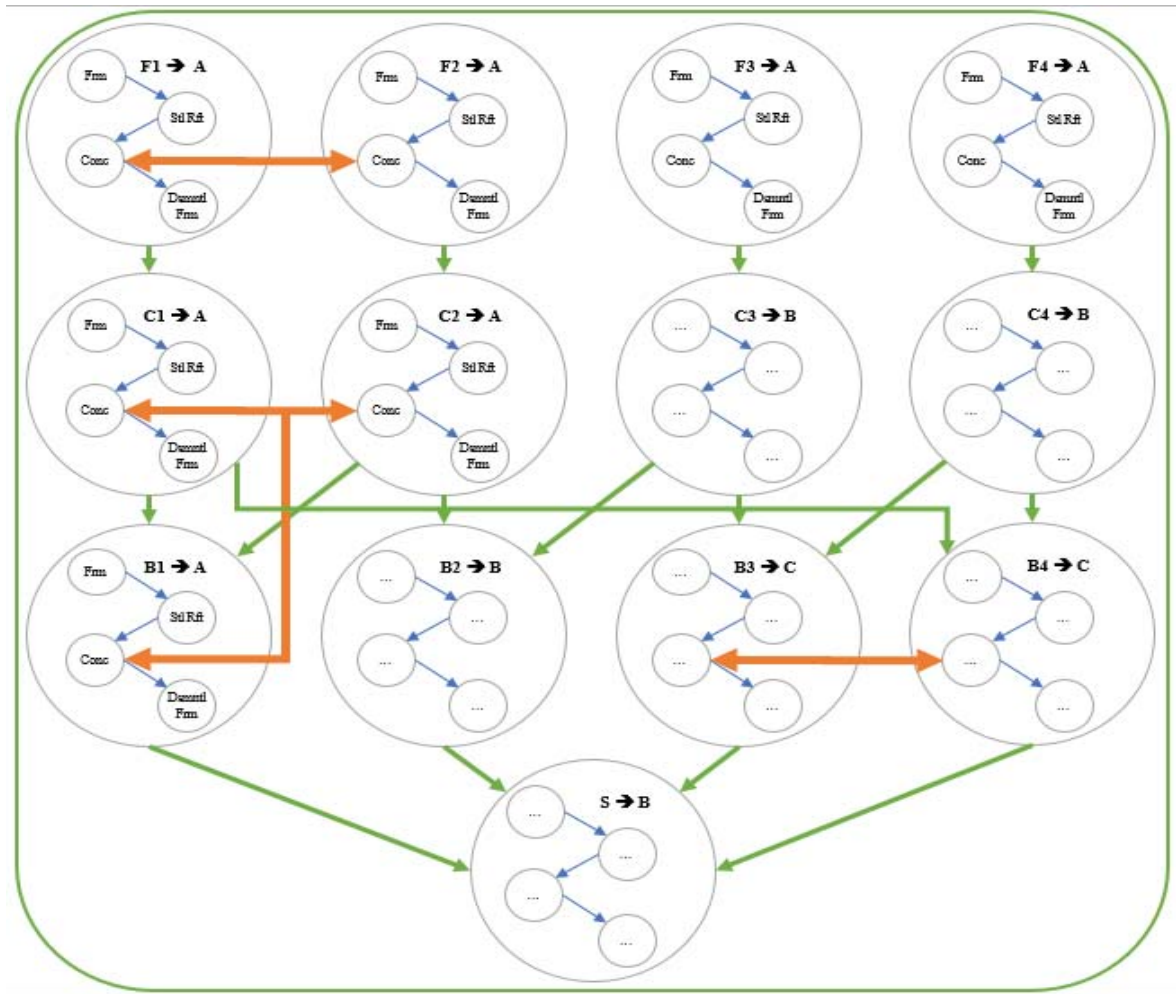 F1 ➔ A
Frm
Stl Rft
Conc
Dsmntl
Frm
F2 ➔ A
Frm
Stl Rft
Conc
Dsmntl
Frm
F3 ➔ A
Frm
Stl Rft
Conc
Dsmntl
Frm
F4 ➔ A
Frm
Stl Rft
Conc
Dsmntl
Frm
C1 ➔ A
Frm
Stl Rft
Conc
Dsmntl
Frm
C2 ➔ A
Frm
Stl Rft
Conc
Dsmntl
Frm
C3 ➔ B
...
...
...
...
C4 ➔ B
...
...
...
...
B1 ➔ A
Frm
Stl Rft
Conc
Dsmntl
Frm
B2 ➔ B
...
...
...
...
B3 ➔ C
...
...
...
...
B4 ➔ C
...
...
...
...
S ➔ B
...
...
...
...